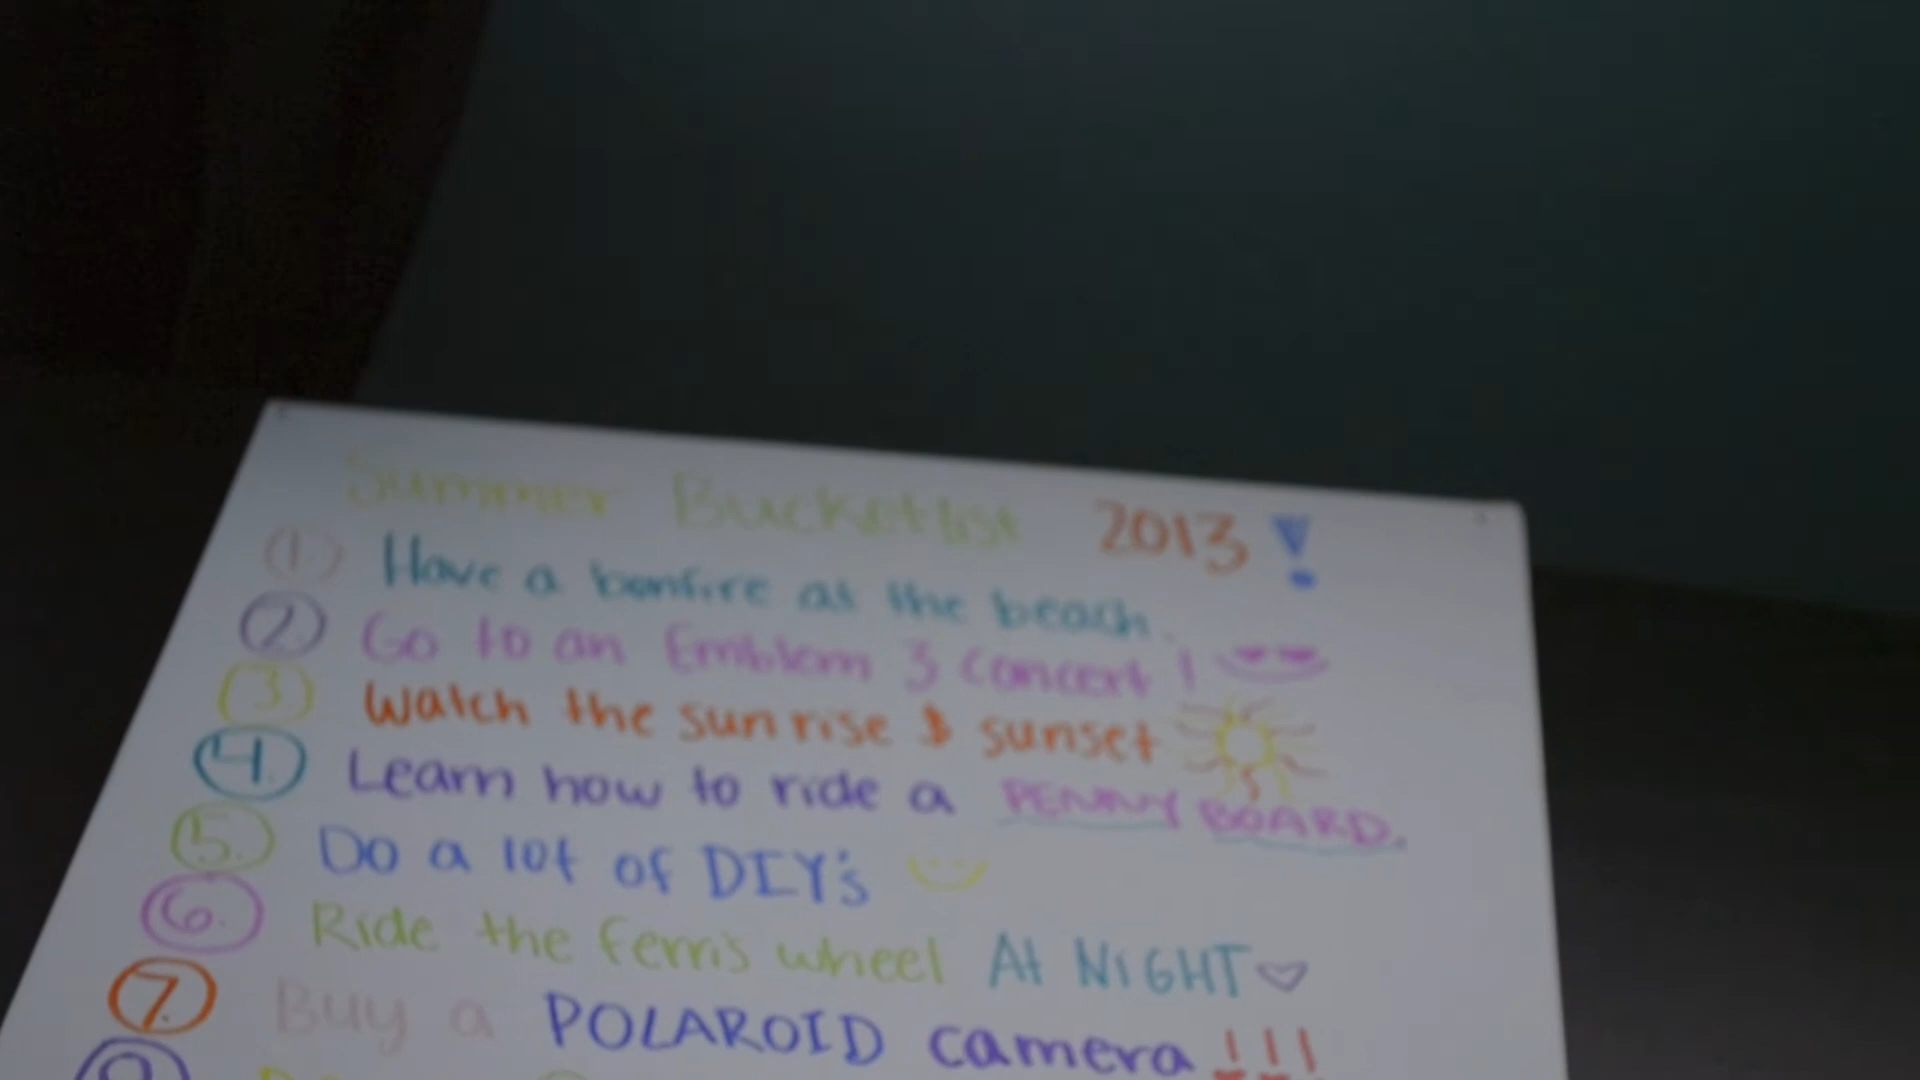 Summer Bucketlist 2013!
1. Have a bonfire at the beach.
2. Go to an Emblem 3 concert!
3. Watch the sunrise & sunset
4. Learn how to ride a PENNY BOARD.
5. Do a lot of DIY's
6. Ride the ferris wheel At NIGHT
7. Buy a POLAROID camera!!!